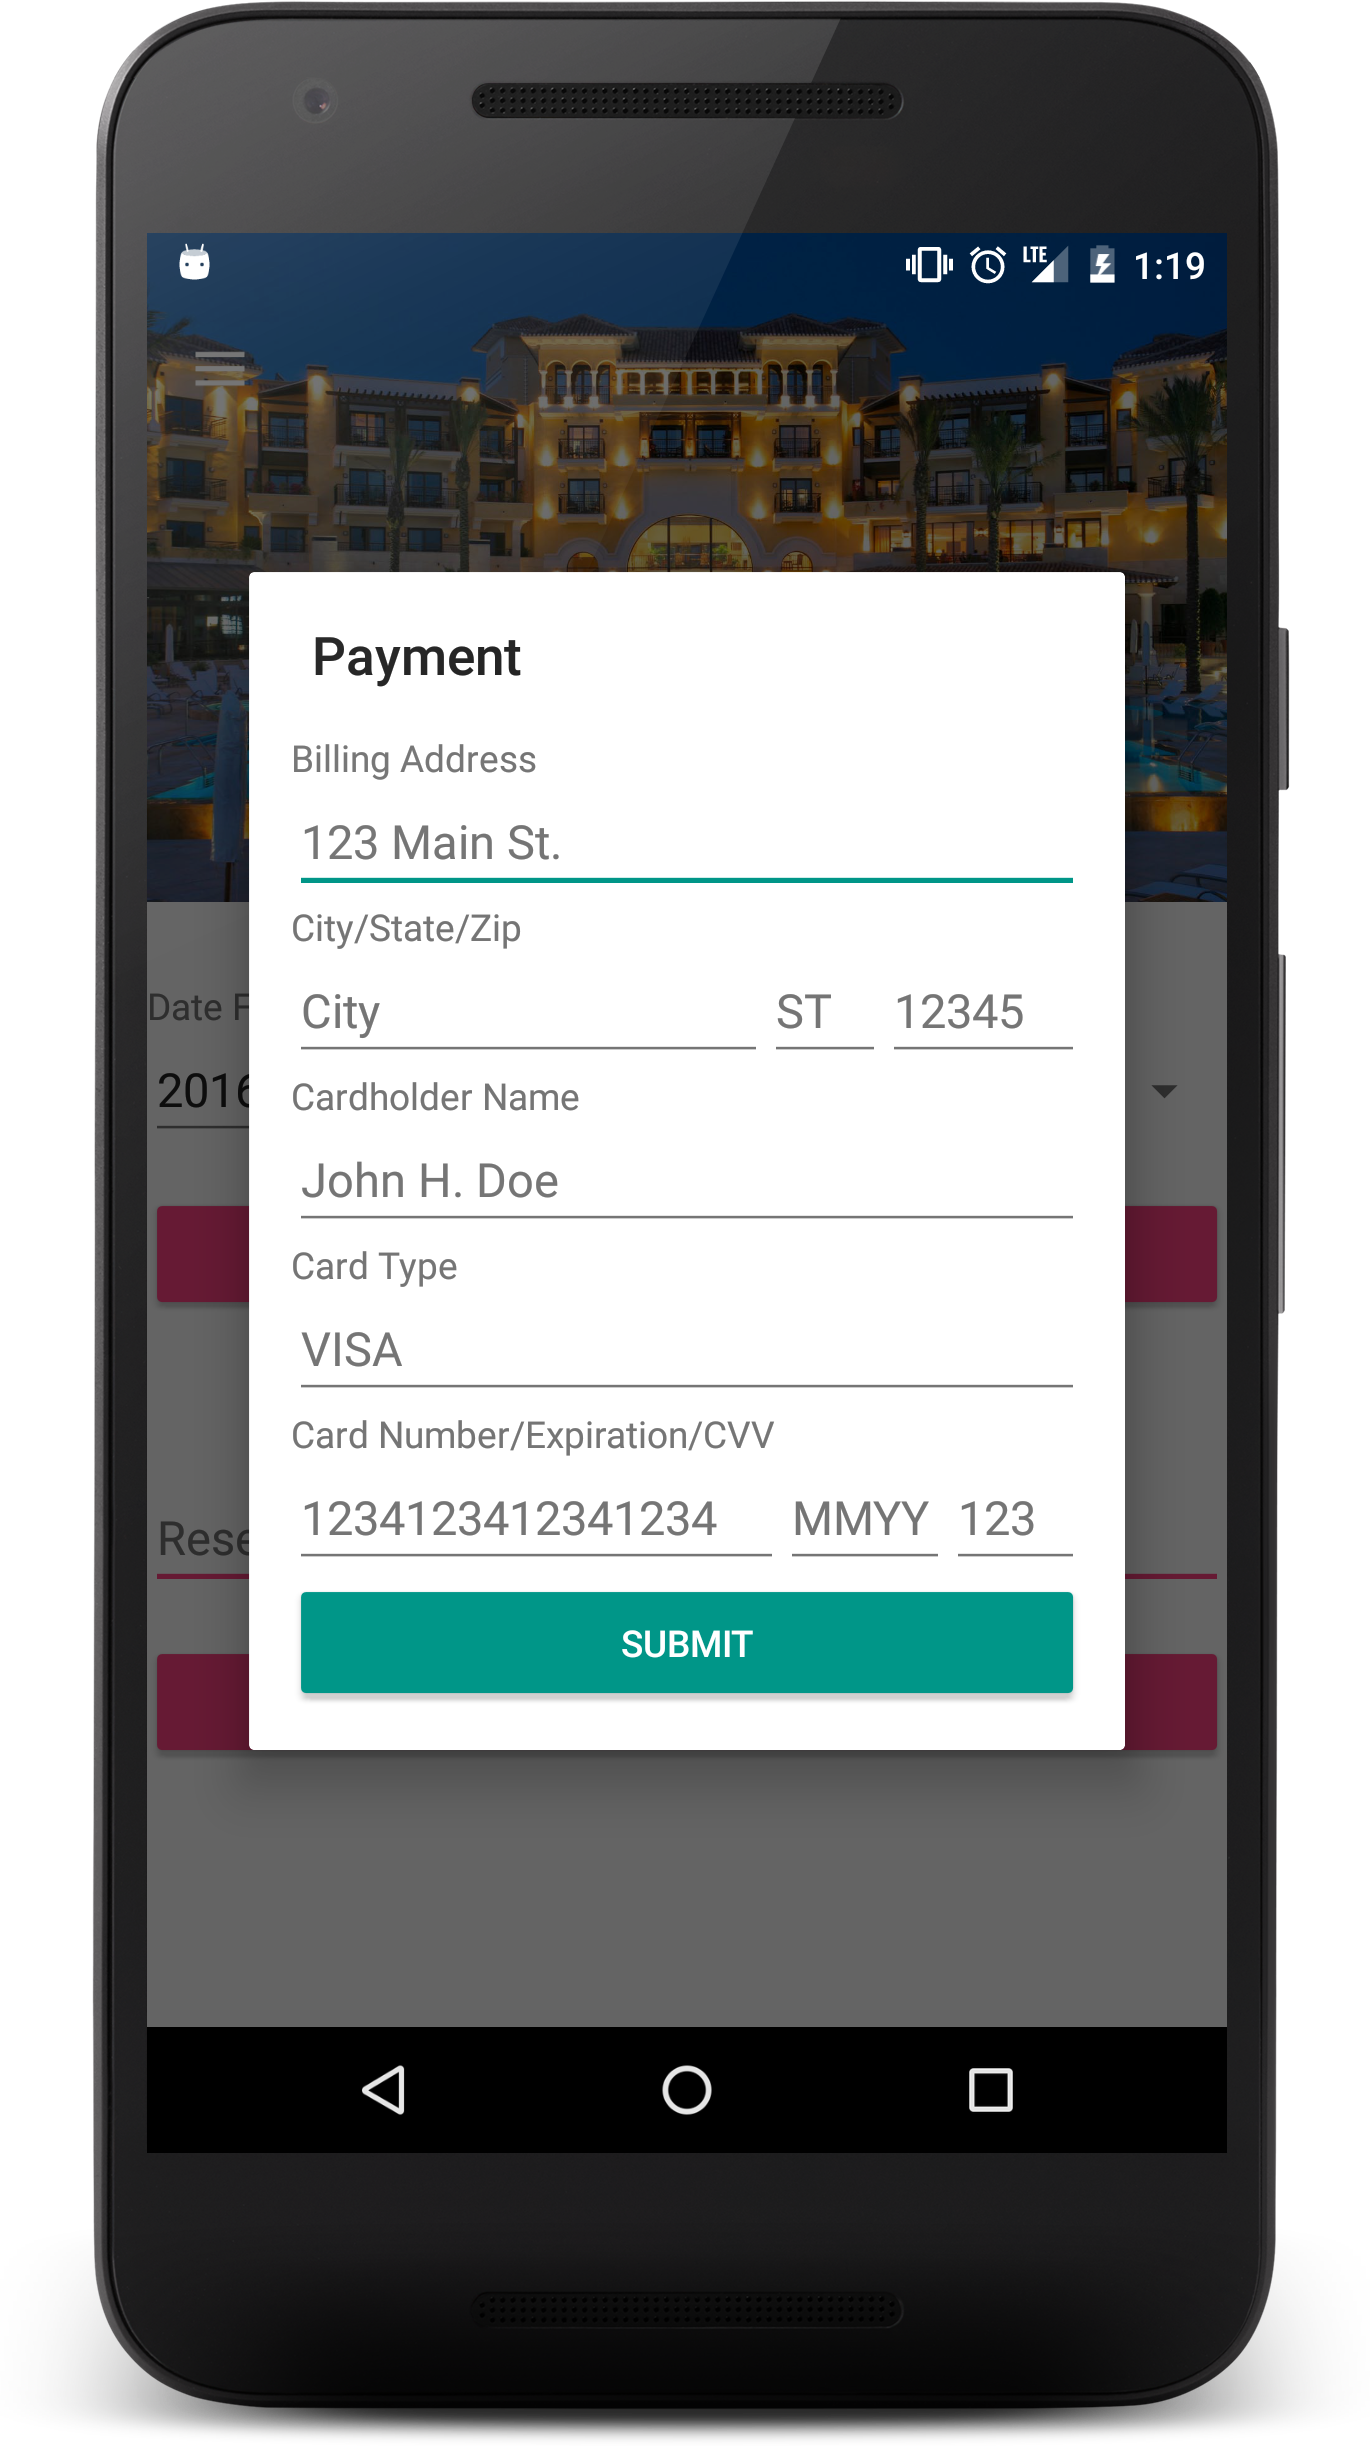 LTE 1:19
Payment
Billing Address
123 Main St.
City/State/Zip
City ST 12345
Date F
2016
Cardholder Name
John H. Doe
Card Type
VISA
Card Number/Expiration/CVV
1234123412341234 MMYY 123
Rese
SUBMIT